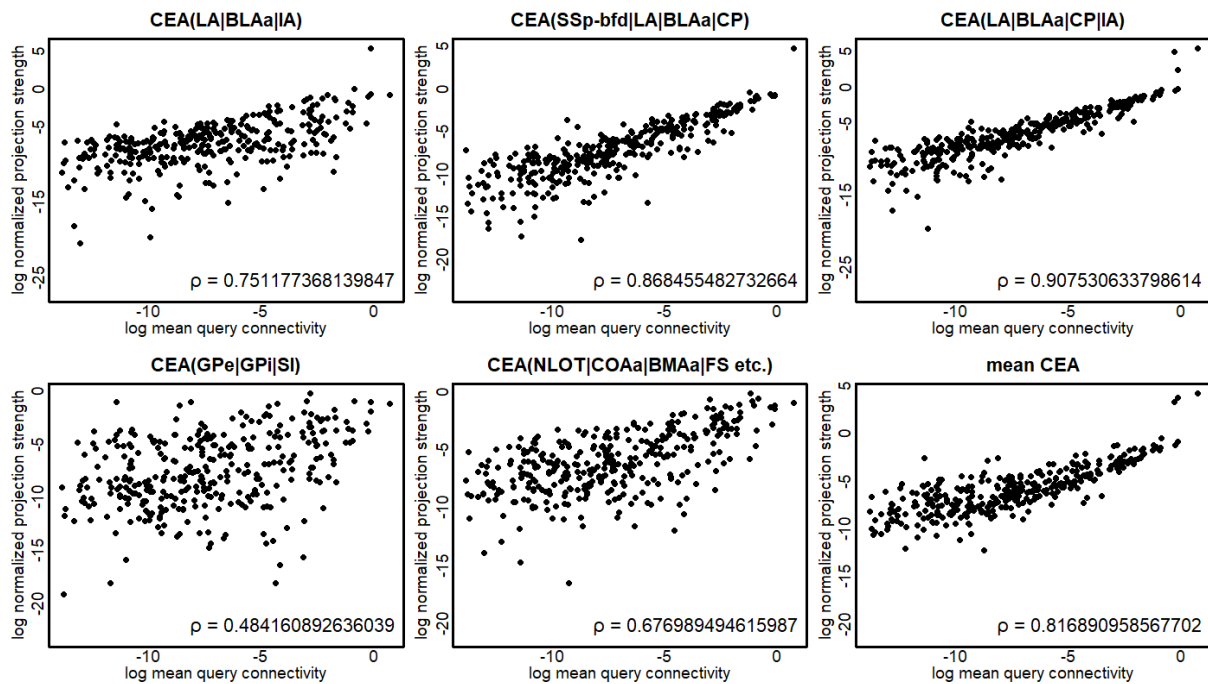 CEA(LA|BLAa|IA)
log normalized projection strength
5
0
-5
-15
-25
ρ = 0.751177368139847
-10
-5
0
log mean query connectivity
CEA(SSp-bfd|LA|BLAa|CP)
log normalized projection strength
5
0
-5
-10
-15
-20
ρ = 0.868455482732664
-10
-5
0
log mean query connectivity
CEA(LA|BLAa|CP|IA)
log normalized projection strength
5
0
-5
-15
-25
ρ = 0.907530633798614
-10
-5
0
log mean query connectivity
CEA(GPe|GPi|SI)
log normalized projection strength
0
-5
-10
-15
-20
ρ = 0.484160892636039
-10
-5
0
log mean query connectivity
CEA(NLOT|COAa|BMAa|FS etc.)
log normalized projection strength
0
-5
-10
-15
-20
ρ = 0.676989494615987
-10
-5
0
log mean query connectivity
mean CEA
log normalized projection strength
5
0
-5
-10
-15
-20
ρ = 0.816890958567702
-10
-5
0
log mean query connectivity